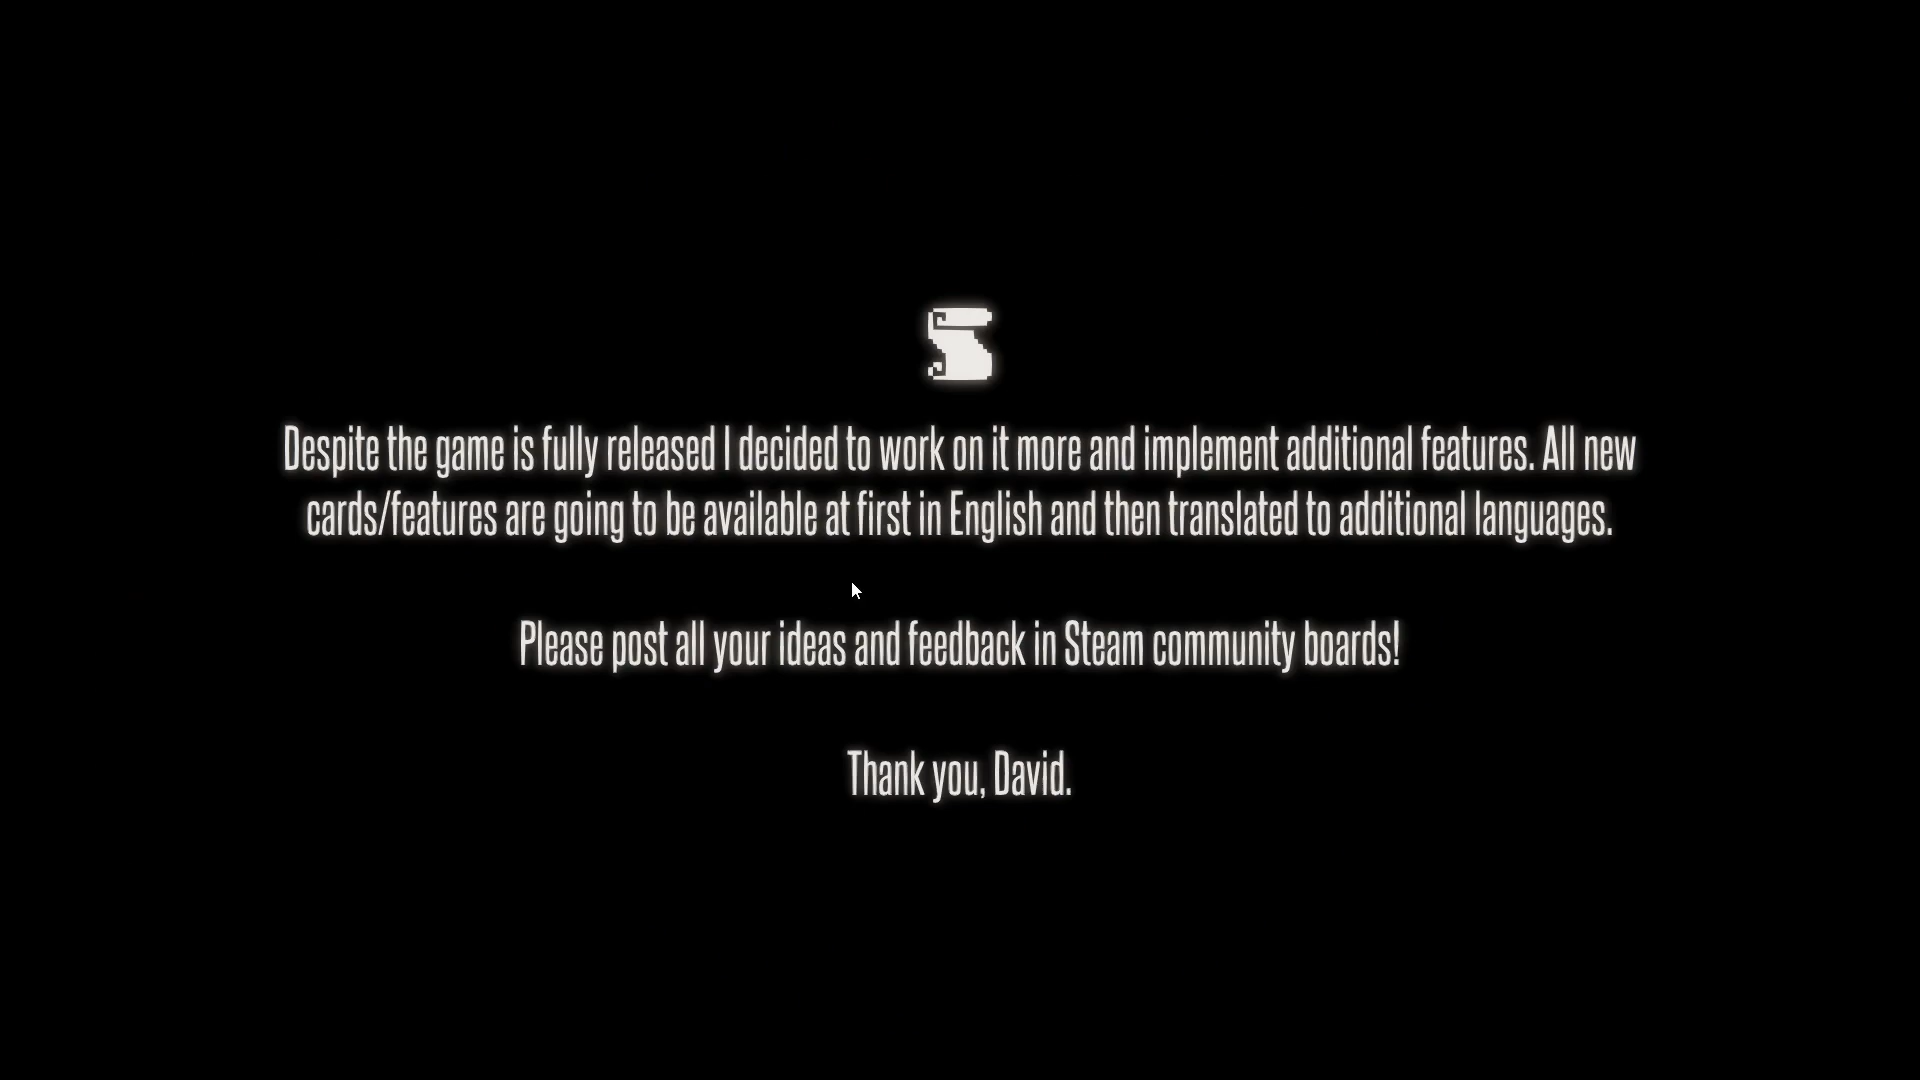 Despite the game is fully released I decided to work on it more and implement additional features. All new
cards/features are going to be available at first in English and then translated to additional languages.
Please post all your ideas and feedback in Steam community boards!
Thank you, David.